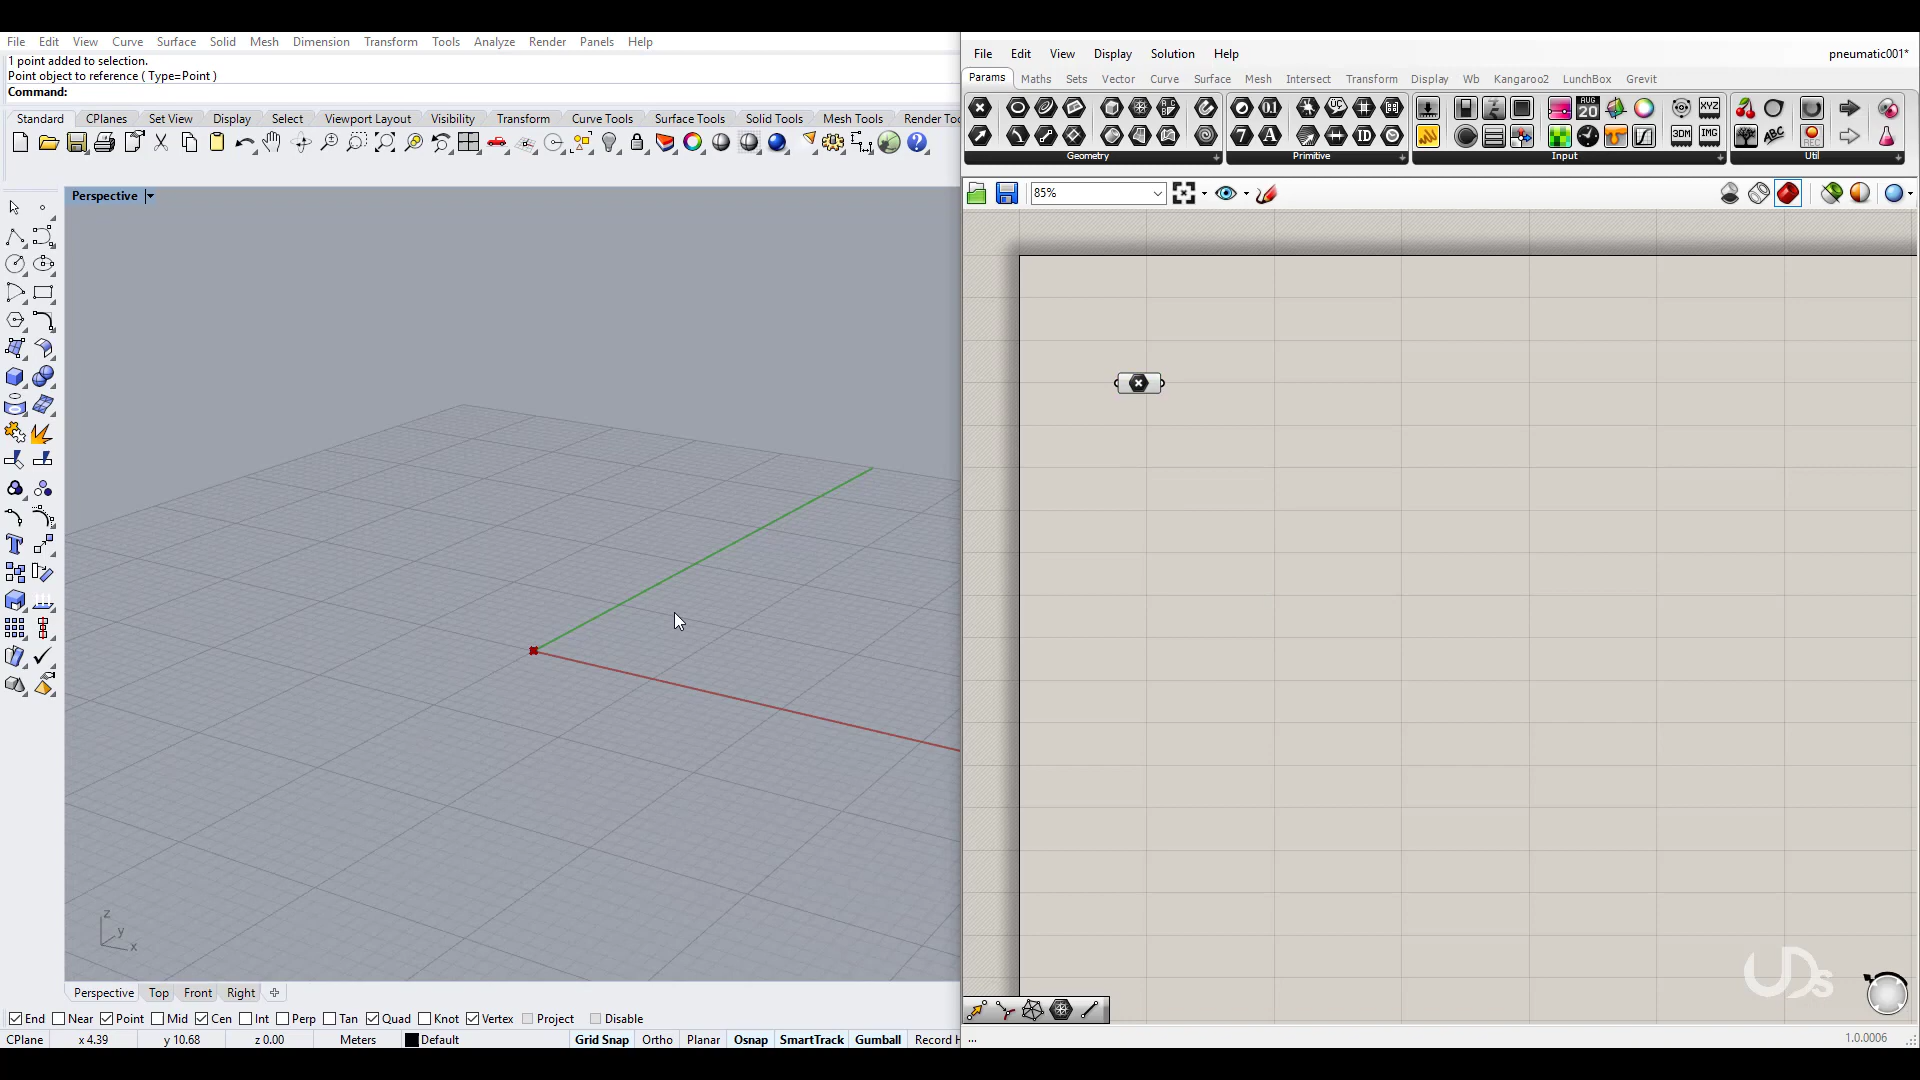 File Edit View Curve Surface Solid Mesh Dimension Transform Tools Analyze Render Panels Help
1 point added to selection.
Point object to reference ( Type=Point )
Command:
Standard CPlanes Set View Display Select Viewport Layout Visibility Transform Curve Tools Surface Tools Solid Tools Mesh Tools Render
Perspective
z
y
x
Perspective Top Front Right
End Near Point Mid Cen Int Perp Tan Quad Knot Vertex Project Disable
CPlane x 4.39 y 10.68 z 0.00 Meters Default Grid Snap Ortho Planar Osnap SmartTrack Gumball Record
File Edit View Display Solution Help pneumatic001*
Params Maths Sets Vector Curve Surface Mesh Intersect Transform Display Wb Kangaroo2 LunchBox Grevit
Geometry Primitive Input Util
85%
UDs
... 1.0.0006